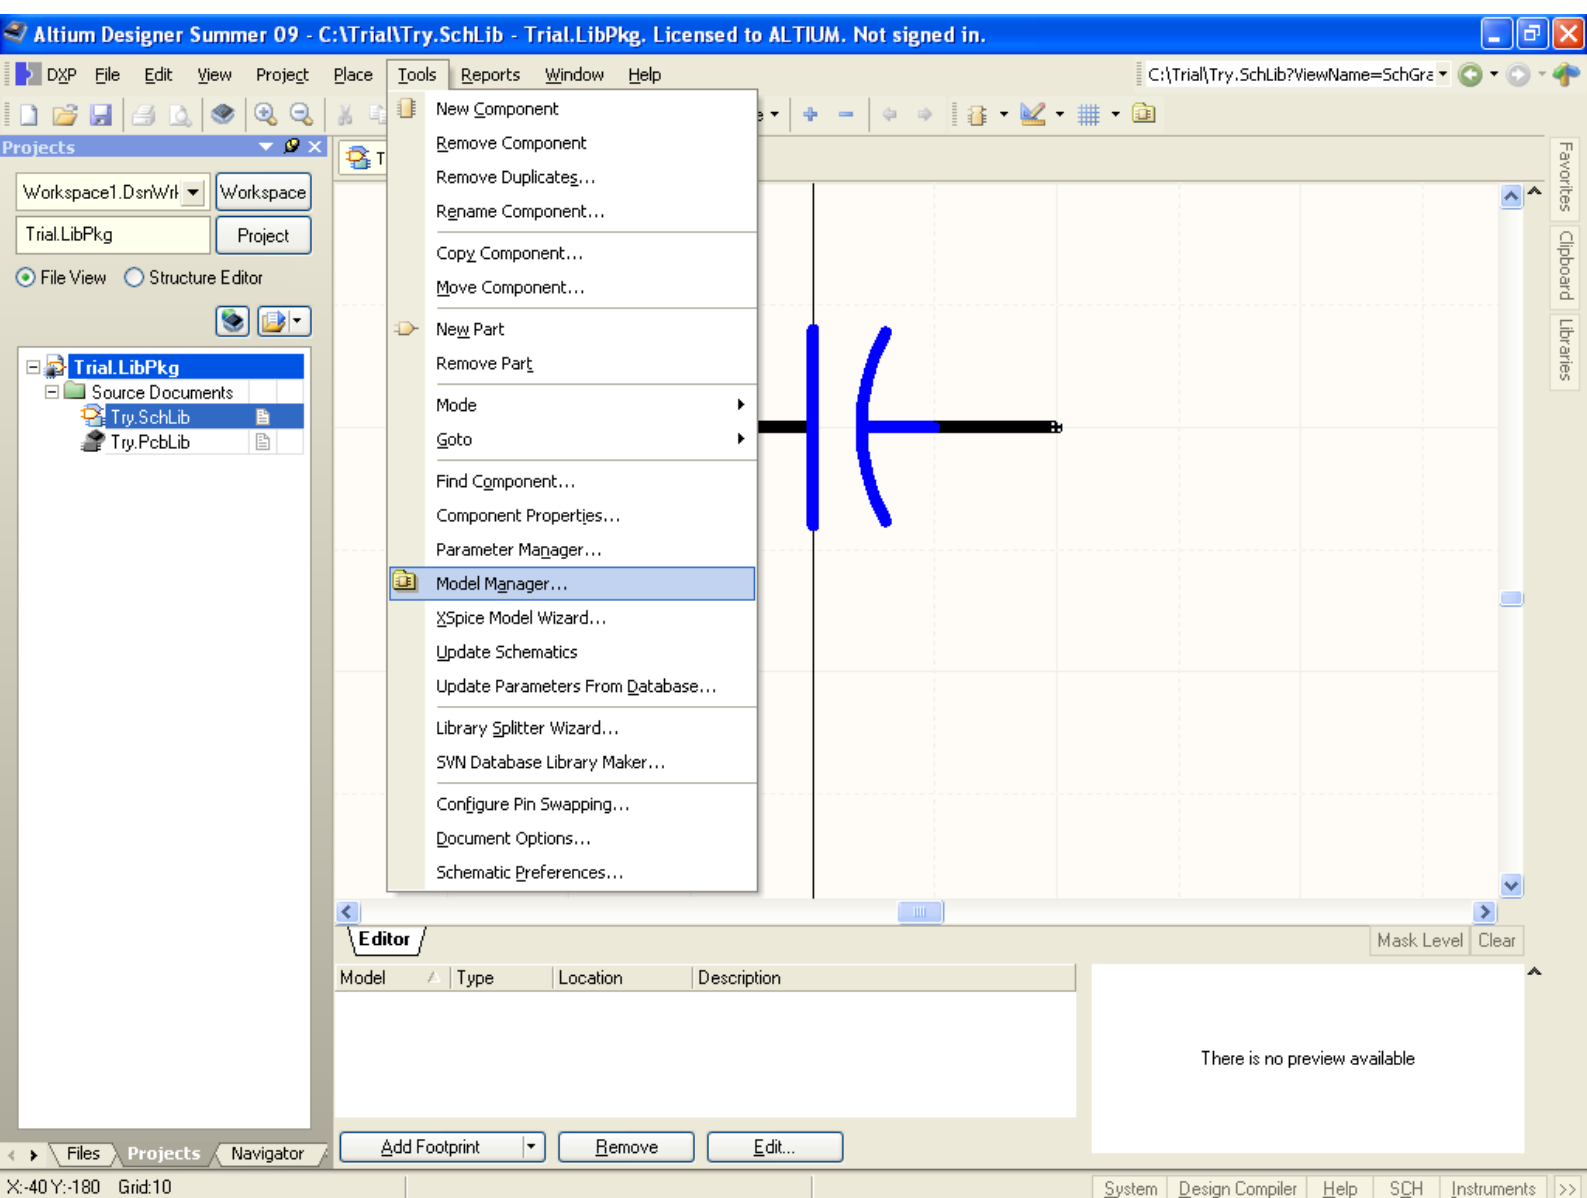 Altium Designer Summer 09 - C:\Trial\Try.SchLib - Trial.LibPkg. Licensed to ALTIUM. Not signed in.
DXP File Edit View Project Place Tools Reports Window Help
C:\Trial\Try.SchLib?ViewName=SchGra
Projects
Workspace1.DsnWrk
Workspace
Trial.LibPkg
Project
File View
Structure Editor
Trial.LibPkg
Source Documents
Try.SchLib
Try.PcbLib
New Component
Remove Component
Remove Duplicates...
Rename Component...
Copy Component...
Move Component...
New Part
Remove Part
Mode
Goto
Find Component...
Component Properties...
Parameter Manager...
Model Manager...
XSpice Model Wizard...
Update Schematics
Update Parameters From Database...
Library Splitter Wizard...
SVN Database Library Maker...
Configure Pin Swapping...
Document Options...
Schematic Preferences...
Favorites
Clipboard
Libraries
Editor
Mask Level Clear
Model Type Location Description
There is no preview available
Add Footprint Remove Edit...
Files Projects Navigator
X:-40 Y:-180 Grid:10
System Design Compiler Help SCH Instruments >>